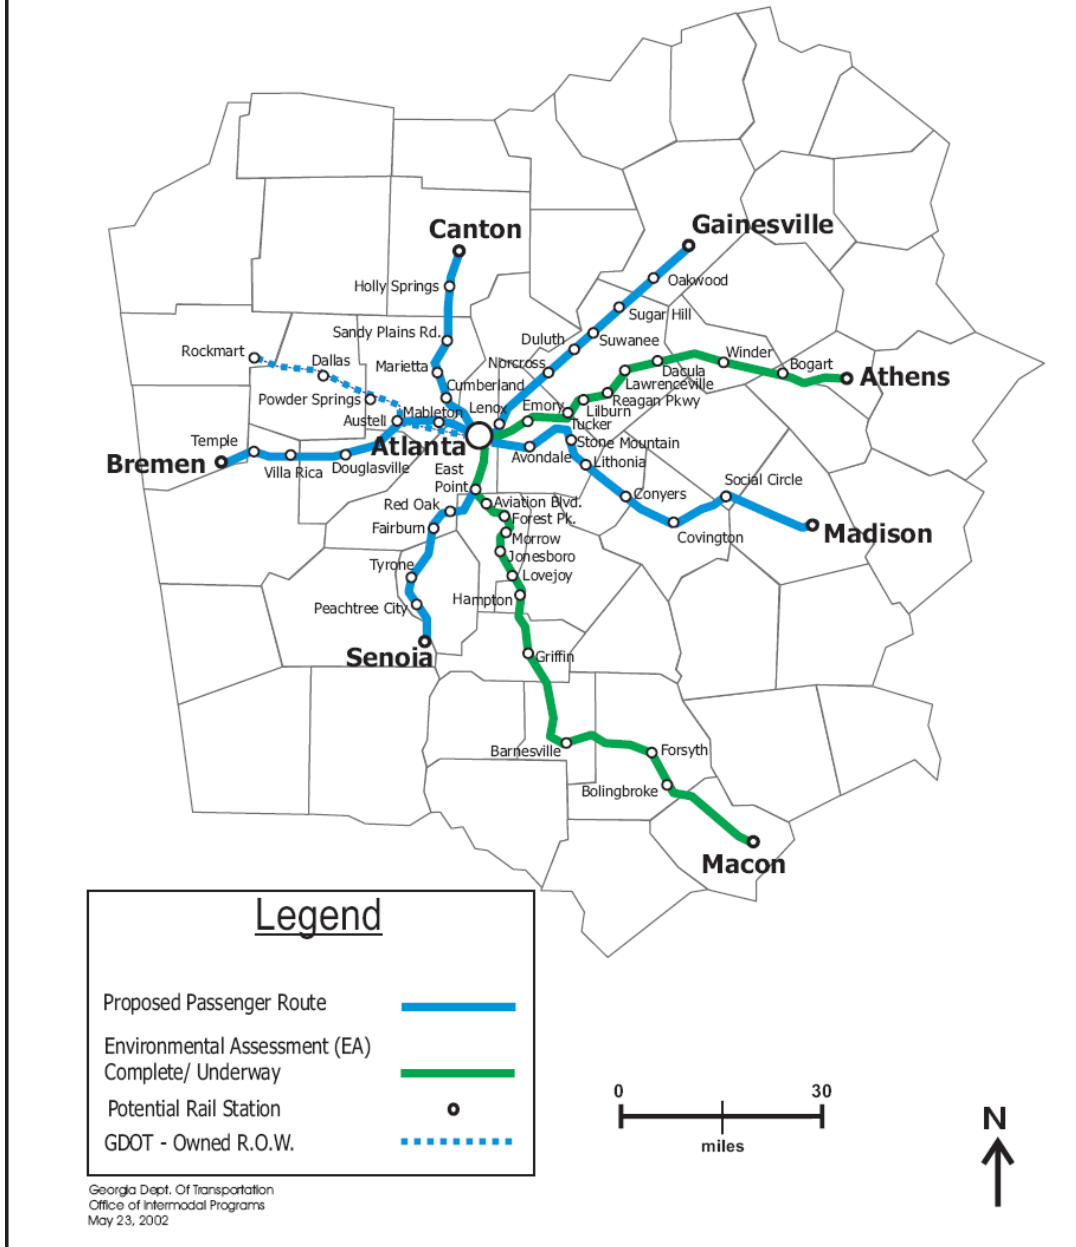 Gainesville
Canton
Oakwood
Holly Springs
Sugar Hill
Sandy Plains Rd.
Duluth
Suwanee
Rockmart
Dallas
Marietta
Norcross
Winder
Bogart
Dacula
Athens
Cumberland
Lawrenceville
Powder Springs
Reagan Pkwy
Lenox
Emory
Lilburn
Mableton
Austell
Tucker
Temple
Atlanta
Stone Mountain
Avondale
Bremen
Villa Rica
Douglasville
Lithonia
East
Point
Social Circle
Conyers
Red Oak
Aviation Blvd.
Forest Pk.
Fairburn
Morrow
Covington
Madison
Jonesboro
Tyrone
Lovejoy
Hampton
Peachtree City
Senoia
Griffin
Barnesville
Forsyth
Bolingbroke
Macon
Legend
Proposed Passenger Route
Environmental Assessment (EA)
Complete/ Underway
Potential Rail Station
GDOT - Owned R.O.W.
0 30
miles
N
Georgia Dept. Of Transportation
Office of Intermodal Programs
May 23, 2002